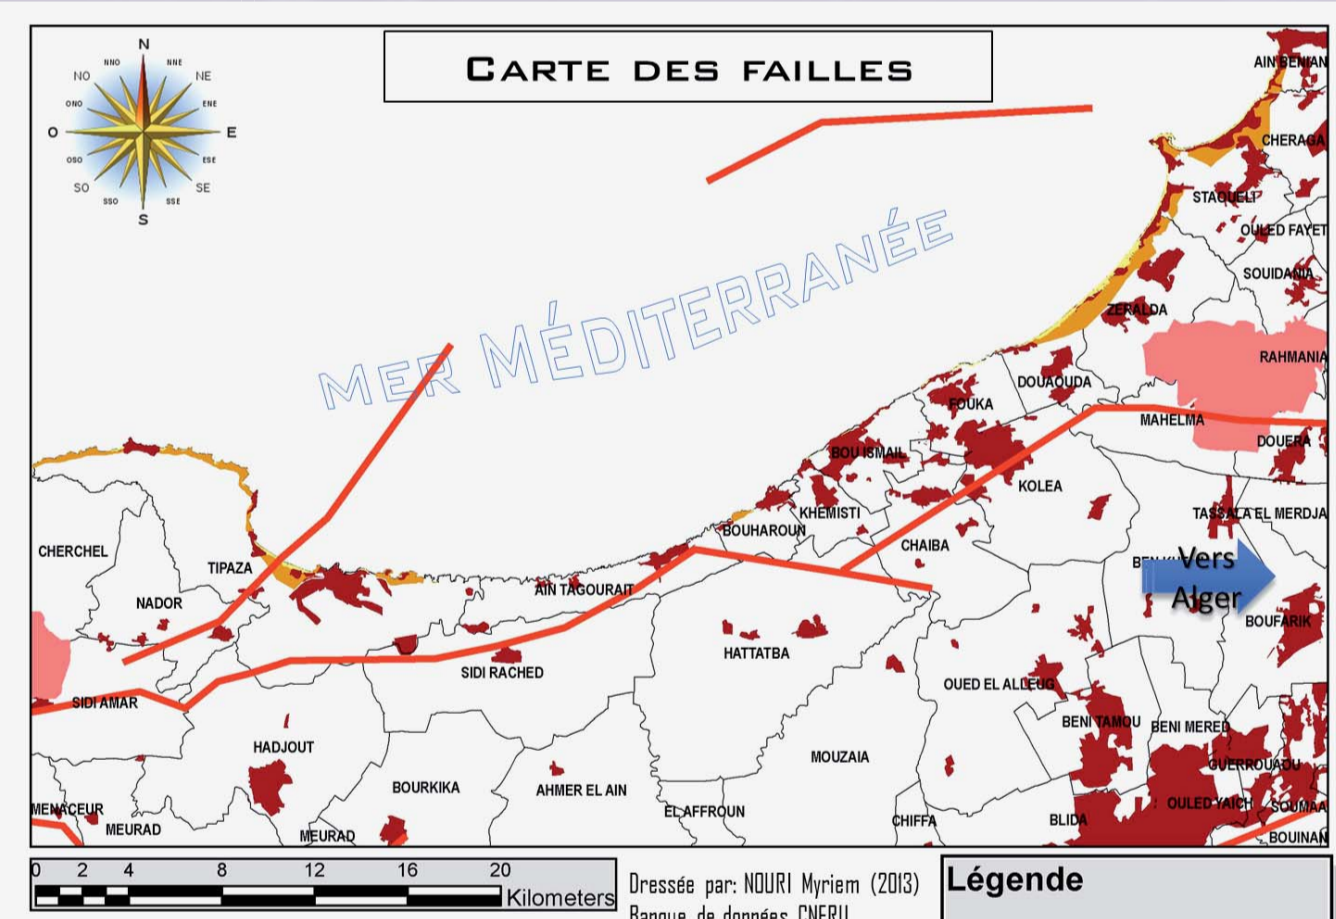 CARTE DES FAILLES
N
NNO
NNE
NO
NE
ONO
ENE
O
E
OSO
ESE
SO
SE
SSO
SSE
S
MER MÉDITERRANÉE
AIN BENIAN
CHERAGA
STAOUELI
OULED FAYET
SOUIDANIA
ZERALDA
RAHMANIA
DOUAOUDA
FOUKA
MAHELMA
DOUERA
BOU ISMAIL
KOLEA
KHEMISTI
TASSALA EL MERDJA
BOUHAROUN
CHAIBA
CHERCHEL
TIPAZA
Vers
Alger
AIN TAGOURAIT
NADOR
BOUFARIK
HATTATBA
SIDI RACHED
OUED EL ALLEUG
SIDI AMAR
BENI TAMOU
BENI MERED
HADJOUT
MOUZAIA
GUERROUAOU
BOURKIKA
AHMER EL AIN
OULED YAICH
SOUMAA
MENACEUR
EL AFFROUN
CHIFFA
BLIDA
MEURAD
MEURAD
BOUINAN
0 2 4 8 12 16 20
Kilometers
Dressée par: NOURI Myriem (2013)
Banque de données CNERU
Légende